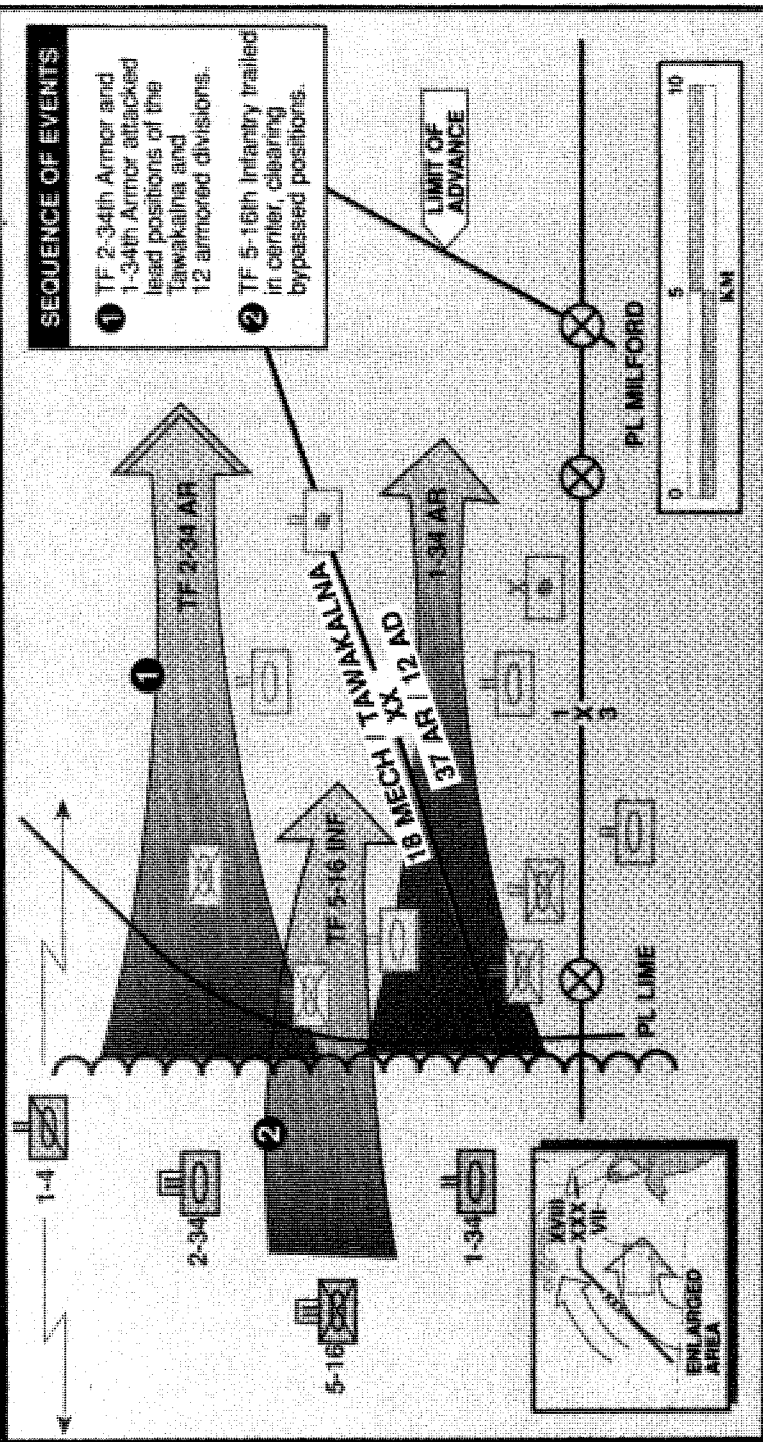 SEQUENCE OF EVENTS
1 TF 2-34th Armor and
1-34th Armor attacked
lead positions of the
Tawakalna and
12 armored divisions.
2 TF 5-16th Infantry trailed
in center, clearing
bypassed positions.
1-4
2-34
5-16
1-34
1
TF 2-34 AR
2
TF 5-16 INF
1-34 AR
18 MECH / TAWAKALNA
XX
37 AR / 12 AD
LIMIT OF
ADVANCE
1
X
3
PL LIME
PL MILFORD
0 5 10
KM
XVIII
XXX
VII
ENLARGED
AREA